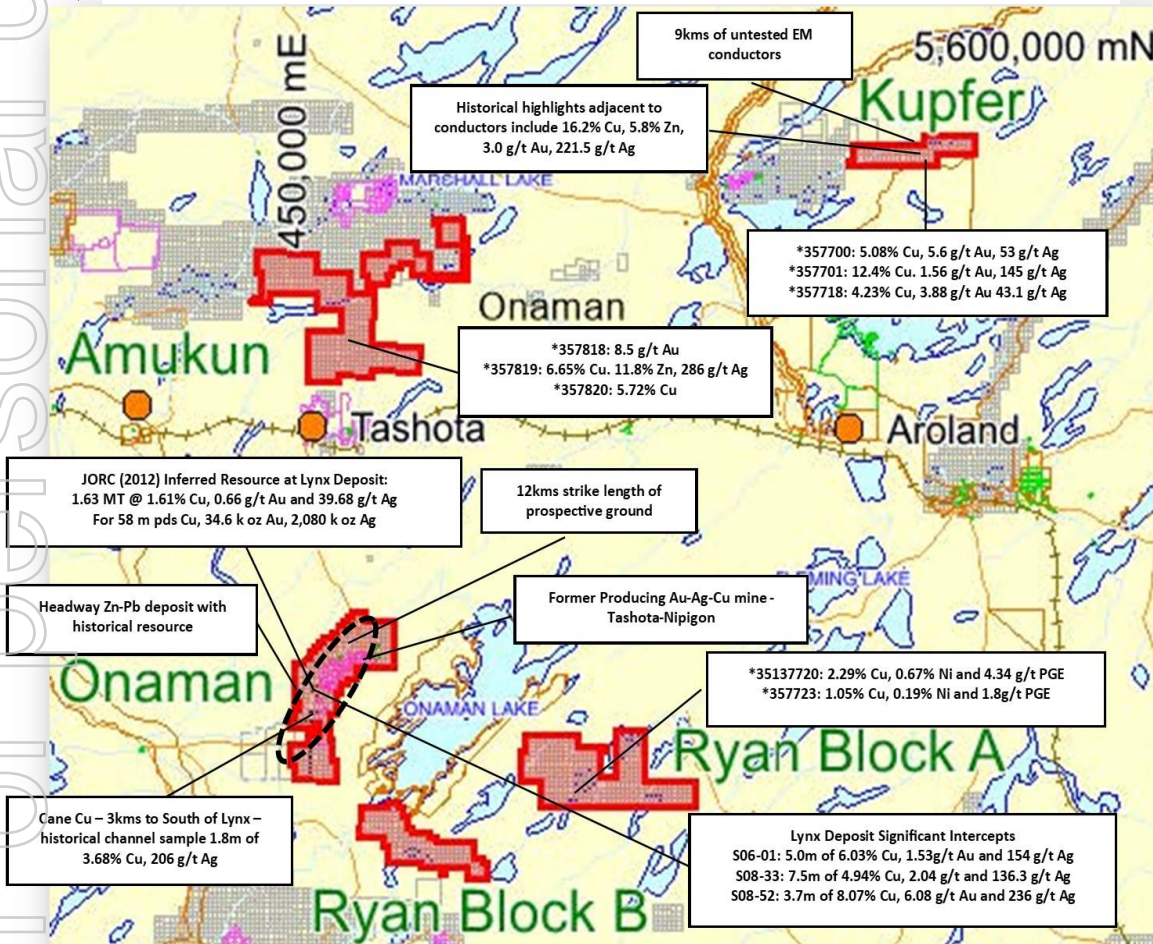 9kms of untested EM
conductors
5,600,000 mN
Kupfer
Historical highlights adjacent to
conductors include 16.2% Cu, 5.8% Zn,
3.0 g/t Au, 221.5 g/t Ag
450,000 mE
MARSHALL LAKE
*357700: 5.08% Cu, 5.6 g/t Au, 53 g/t Ag
*357701: 12.4% Cu. 1.56 g/t Au, 145 g/t Ag
*357718: 4.23% Cu, 3.88 g/t Au 43.1 g/t Ag
Onaman
Amukun
*357818: 8.5 g/t Au
*357819: 6.65% Cu. 11.8% Zn, 286 g/t Ag
*357820: 5.72% Cu
Tashota
Aroland
JORC (2012) Inferred Resource at Lynx Deposit:
1.63 MT @ 1.61% Cu, 0.66 g/t Au and 39.68 g/t Ag
For 58 m pds Cu, 34.6 k oz Au, 2,080 k oz Ag
12kms strike length of
prospective ground
FLEMING LAKE
Headway Zn-Pb deposit with
historical resource
Former Producing Au-Ag-Cu mine -
Tashota-Nipigon
Onaman
*35137720: 2.29% Cu, 0.67% Ni and 4.34 g/t PGE
*357723: 1.05% Cu, 0.19% Ni and 1.8g/t PGE
ONAMAN LAKE
Ryan Block A
Cane Cu – 3kms to South of Lynx –
historical channel sample 1.8m of
3.68% Cu, 206 g/t Ag
Lynx Deposit Significant Intercepts
S06-01: 5.0m of 6.03% Cu, 1.53g/t Au and 154 g/t Ag
S08-33: 7.5m of 4.94% Cu, 2.04 g/t and 136.3 g/t Ag
S08-52: 3.7m of 8.07% Cu, 6.08 g/t Au and 236 g/t Ag
Ryan Block B
personal u